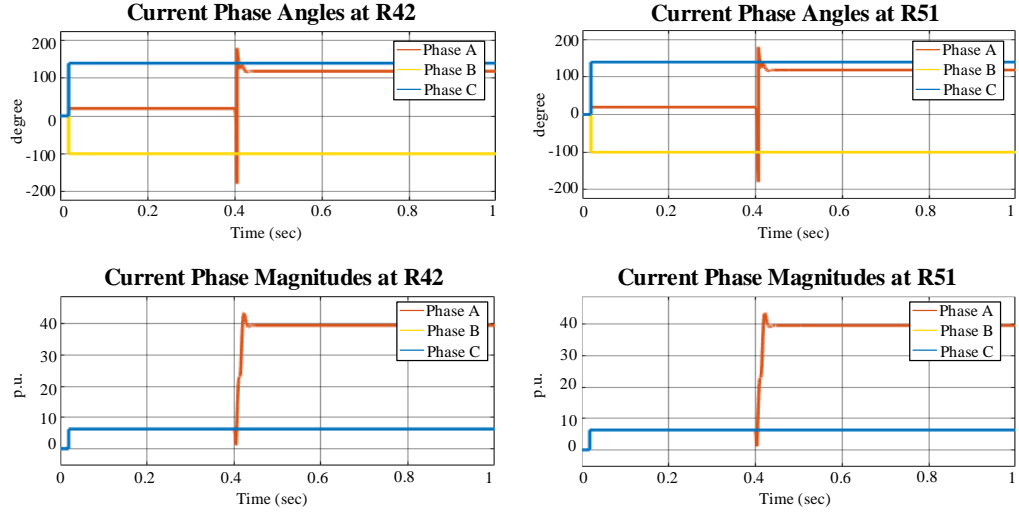 Current Phase Angles at R42
200
100
0
-100
-200
degree
0
0.2
0.4
0.6
0.8
1
Time (sec)
Phase A
Phase B
Phase C
Current Phase Angles at R51
200
100
0
-100
-200
degree
0
0.2
0.4
0.6
0.8
1
Time (sec)
Phase A
Phase B
Phase C
Current Phase Magnitudes at R42
40
30
20
10
0
p.u.
0
0.2
0.4
0.6
0.8
1
Time (sec)
Phase A
Phase B
Phase C
Current Phase Magnitudes at R51
40
30
20
10
0
p.u.
0
0.2
0.4
0.6
0.8
1
Time (sec)
Phase A
Phase B
Phase C